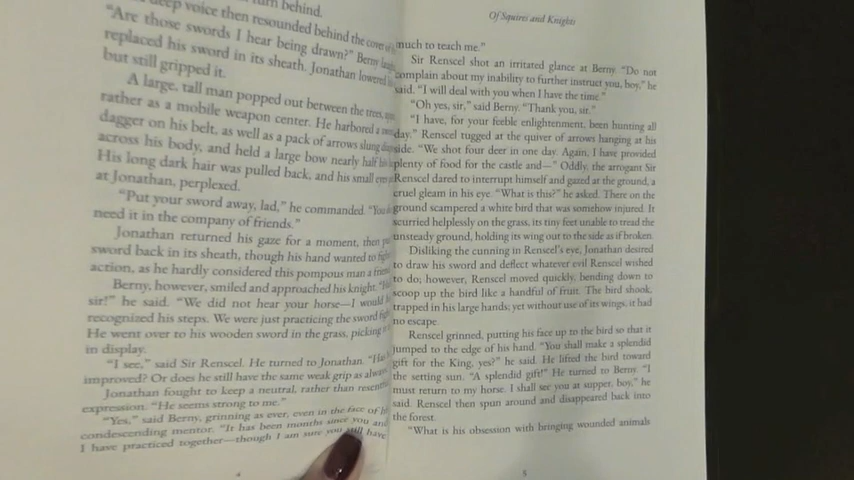 turn behind.
deep voice then resounded behind the cover of
"Are those swords I hear being drawn?" Berny
replaced his sword in its sheath. Jonathan lowered
but still gripped it.
A large, tall man popped out between the trees,
rather as a mobile weapon center. He harbored a
dagger on his belt, as well as a pack of arrows slung
across his body, and held a large bow nearly half his
His long dark hair was pulled back, and his small eyes
at Jonathan, perplexed.
"Put your sword away, lad," he commanded. "You
need it in the company of friends."
Jonathan returned his gaze for a moment, then put
sword back in its sheath, though his hand wanted to
action, as he hardly considered this pompous man a friend
Berny, however, smiled and approached his knight.
sir!" he said. "We did not hear your horse—I would
recognized his steps. We were just practicing the sword
He went over to his wooden sword in the grass, picking it
in display.
"I see," said Sir Renscel. He turned to Jonathan.
improved? Or does he still have the same weak grip as
Jonathan fought to keep a neutral, rather than
expression. "He seems strong to me."
"Yes," said Berny, grinning as ever, even in the face of
condescending mentor. "It has been months since you and
I have practiced together—though I am sure you still have
4
Of Squires and Knights
much to teach me."
Sir Renscel shot an irritated glance at Berny. "Do not
complain about my inability to further instruct you, boy," he
said. "I will deal with you when I have the time."
"Oh yes, sir," said Berny. "Thank you, sir."
"I have, for your feeble enlightenment, been hunting all
day." Renscel tugged at the quiver of arrows hanging at his
side. "We shot four deer in one day. Again, I have provided
plenty of food for the castle and—" Oddly, the arrogant Sir
Renscel dared to interrupt himself and gazed at the ground, a
cruel gleam in his eye. "What is this?" he asked. There on the
ground scampered a white bird that was somehow injured. It
scurried helplessly on the grass, its tiny feet unable to tread the
unsteady ground, holding its wing out to the side as if broken.
Disliking the cunning in Renscel's eye, Jonathan desired
to draw his sword and deflect whatever evil Renscel wished
to do; however, Renscel moved quickly, bending down to
scoop up the bird like a handful of fruit. The bird shook,
trapped in his large hands; yet without use of its wings, it had
no escape.
Renscel grinned, putting his face up to the bird so that it
jumped to the edge of his hand. "You shall make a splendid
gift for the King, yes?" he said. He lifted the bird toward
the setting sun. "A splendid gift!" He turned to Berny. "I
must return to my horse. I shall see you at supper, boy," he
said. Renscel then spun around and disappeared back into
the forest.
"What is his obsession with bringing wounded animals
5